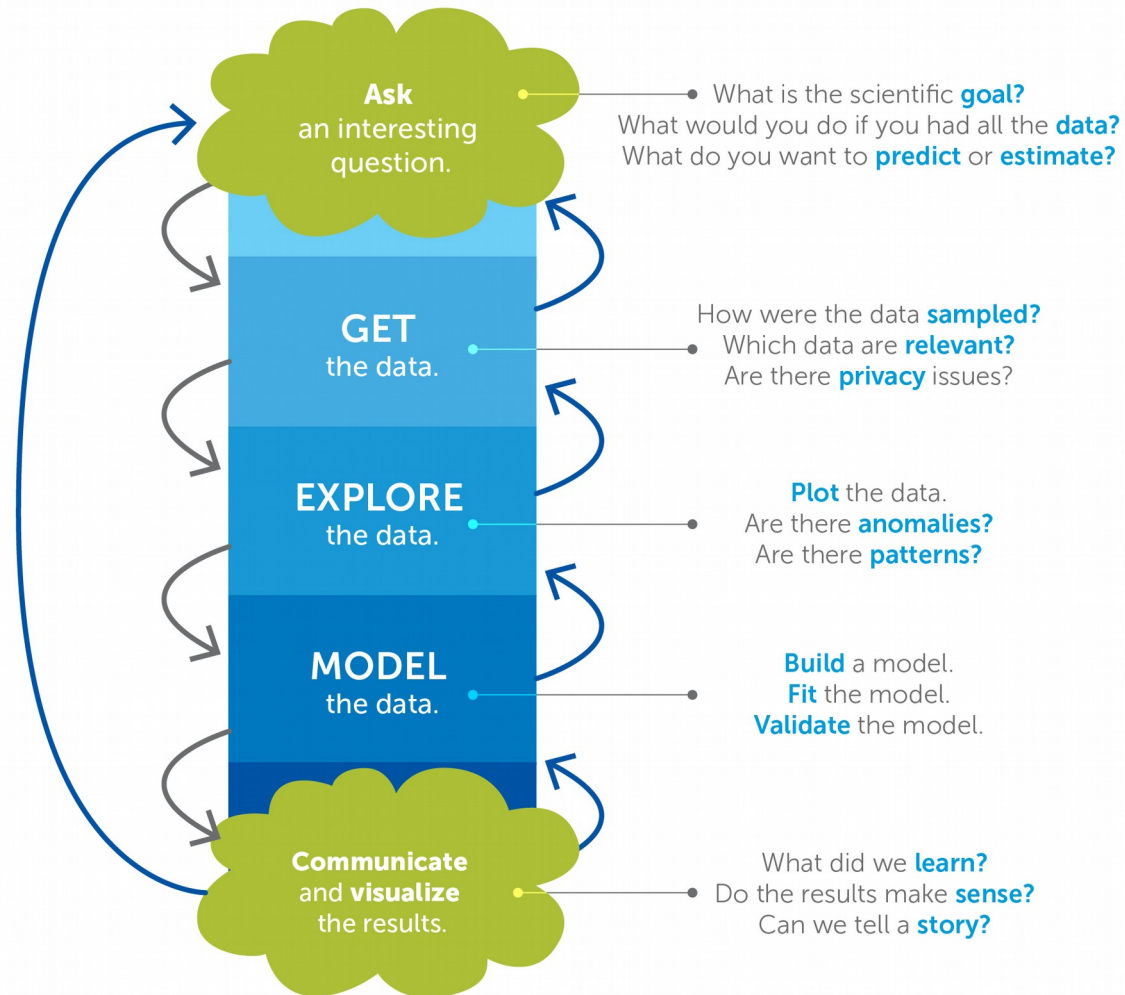 Ask
an interesting
question.
What is the scientific goal?
What would you do if you had all the data?
What do you want to predict or estimate?
GET
the data.
How were the data sampled?
Which data are relevant?
Are there privacy issues?
EXPLORE
the data.
Plot the data.
Are there anomalies?
Are there patterns?
MODEL
the data.
Build a model.
Fit the model.
Validate the model.
Communicate
and visualize
the results.
What did we learn?
Do the results make sense?
Can we tell a story?